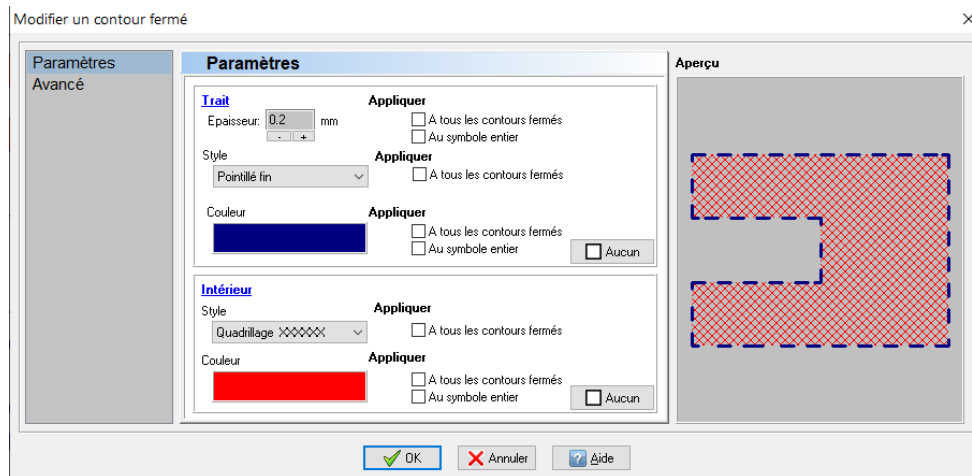 Modifier un contour fermé
Paramètres
Avancé
Paramètres
Trait
Epaisseur: 0.2 mm
- +
Appliquer
A tous les contours fermés
Au symbole entier
Style
Pointillé fin
Appliquer
A tous les contours fermés
Couleur
Appliquer
A tous les contours fermés
Au symbole entier
Aucun
Intérieur
Style
Quadrillage XXXXXX
Appliquer
A tous les contours fermés
Couleur
Appliquer
A tous les contours fermés
Au symbole entier
Aucun
Aperçu
OK
Annuler
Aide